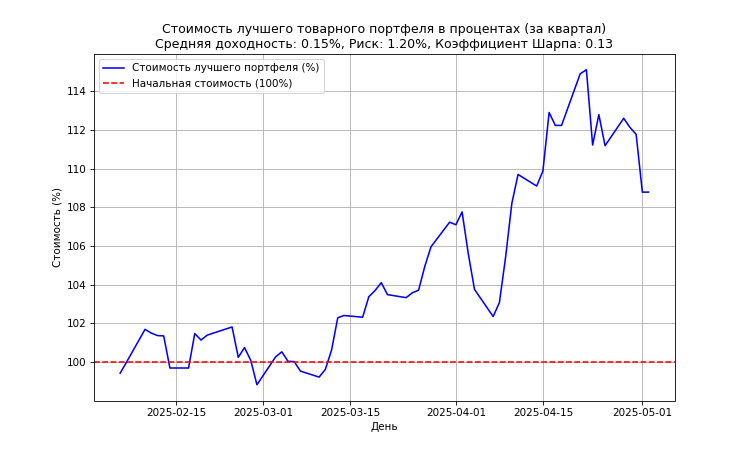 Стоимость лучшего товарного портфеля в процентах (за квартал)
Средняя доходность: 0.15%, Риск: 1.20%, Коэффициент Шарпа: 0.13
Стоимость лучшего портфеля (%)
Начальная стоимость (100%)
Стоимость (%)
114
112
110
108
106
104
102
100
2025-02-15
2025-03-01
2025-03-15
2025-04-01
2025-04-15
2025-05-01
День